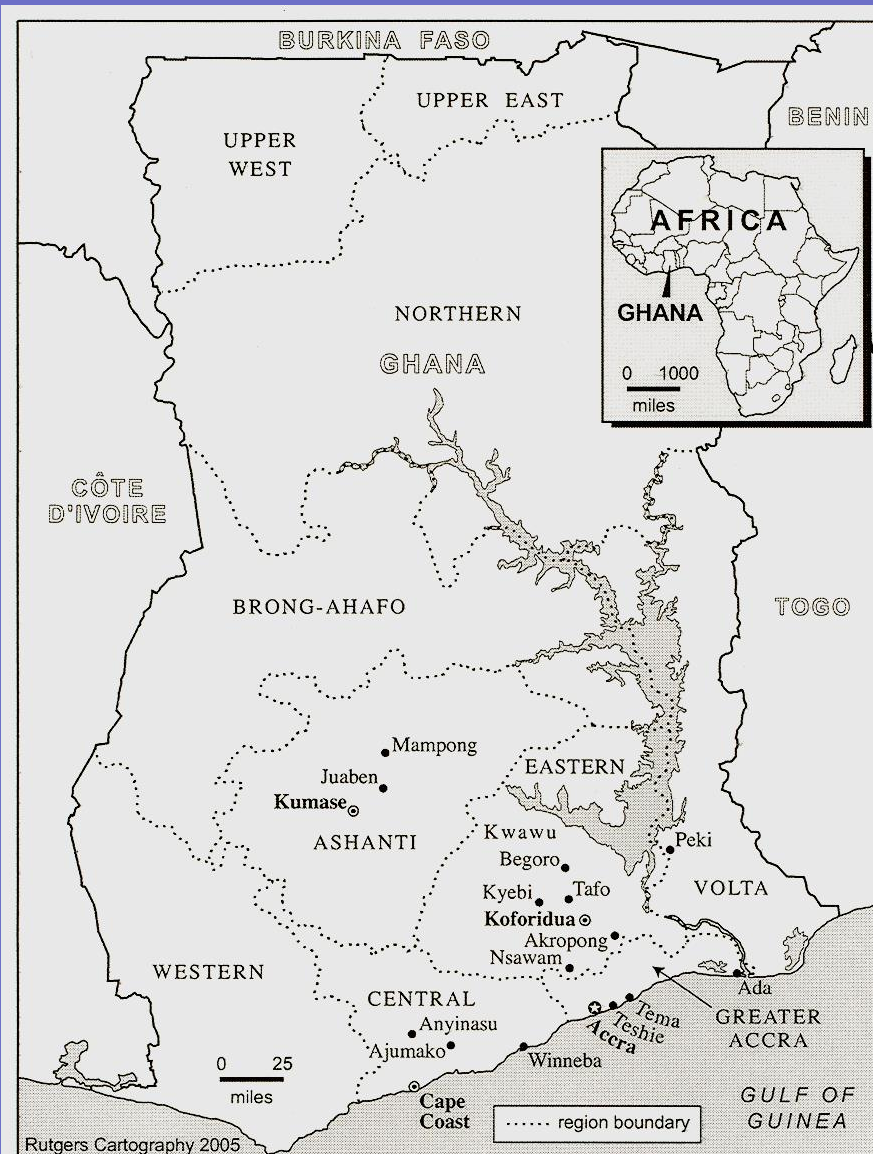 BURKINA FASO
UPPER EAST
BENIN
UPPER
WEST
AFRICA
GHANA
0 1000
miles
NORTHERN
GHANA
CÔTE
D'IVOIRE
BRONG-AHAFO
TOGO
Mampong
Juaben
Kumase
ASHANTI
EASTERN
Kwawu
Begoro
Peki
Kyebi
Tafo
VOLTA
Koforidua
Akropong
Nsawam
WESTERN
CENTRAL
Anyinasu
Ajumako
Ada
Tema
Teshie
Accra
GREATER
ACCRA
Winneba
0 25
miles
Cape
Coast
GULF OF
GUINEA
region boundary
Rutgers Cartography 2005